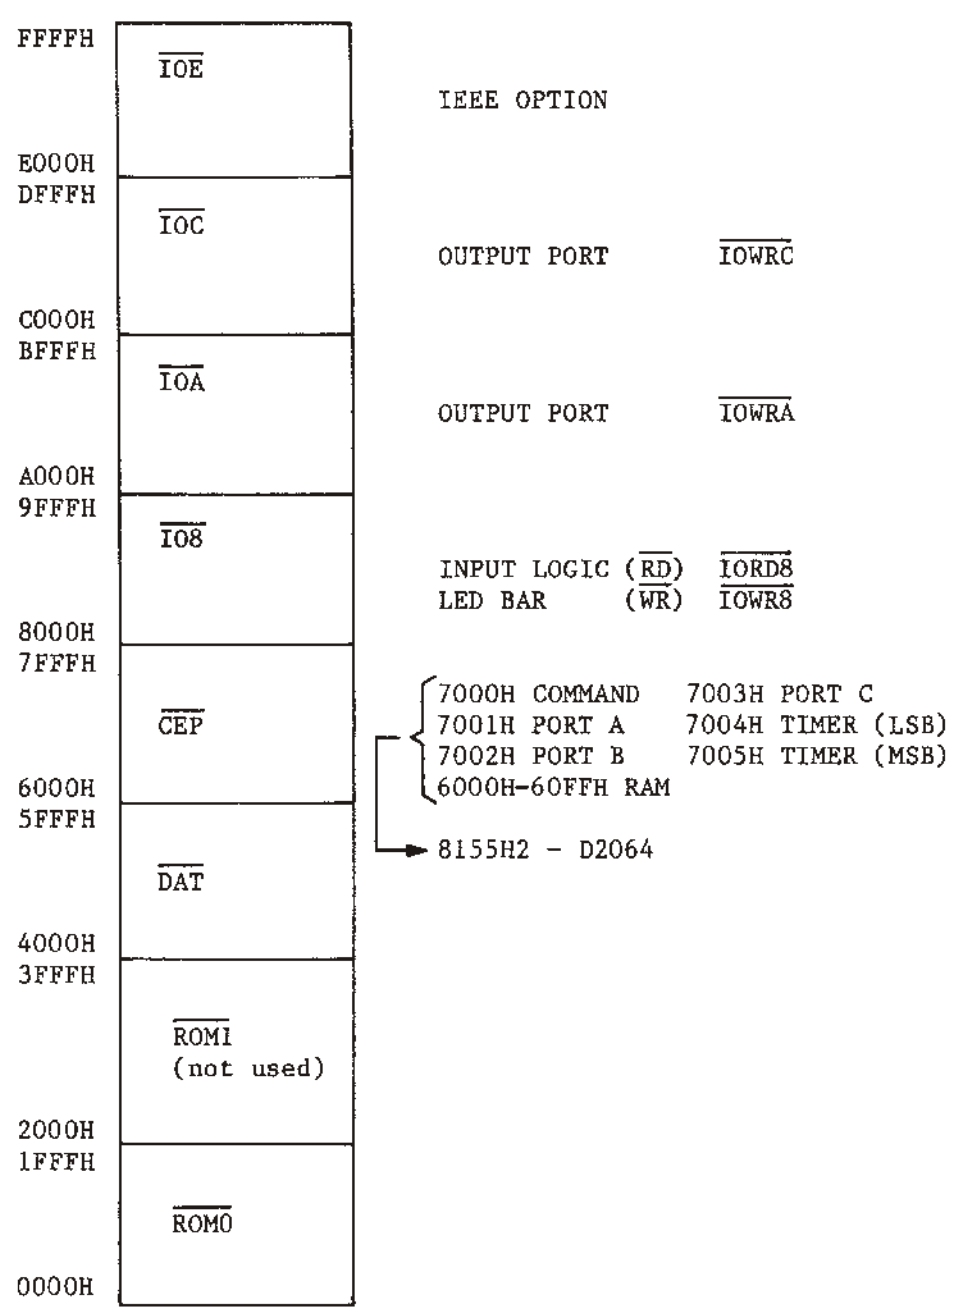 FFFFH
IOE
IEEE OPTION
E000H
DFFFH
IOC
OUTPUT PORT IOWRC
C000H
BFFFH
IOA
OUTPUT PORT IOWRA
A000H
9FFFH
IO8
INPUT LOGIC (RD) IORD8
LED BAR (WR) IOWR8
8000H
7FFFH
7000H COMMAND 7003H PORT C
CEP
7001H PORT A 7004H TIMER (LSB)
7002H PORT B 7005H TIMER (MSB)
6000H
6000H-60FFH RAM
5FFFH
8155H2 - D2064
DAT
4000H
3FFFH
ROM1
(not used)
2000H
1FFFH
ROM0
0000H